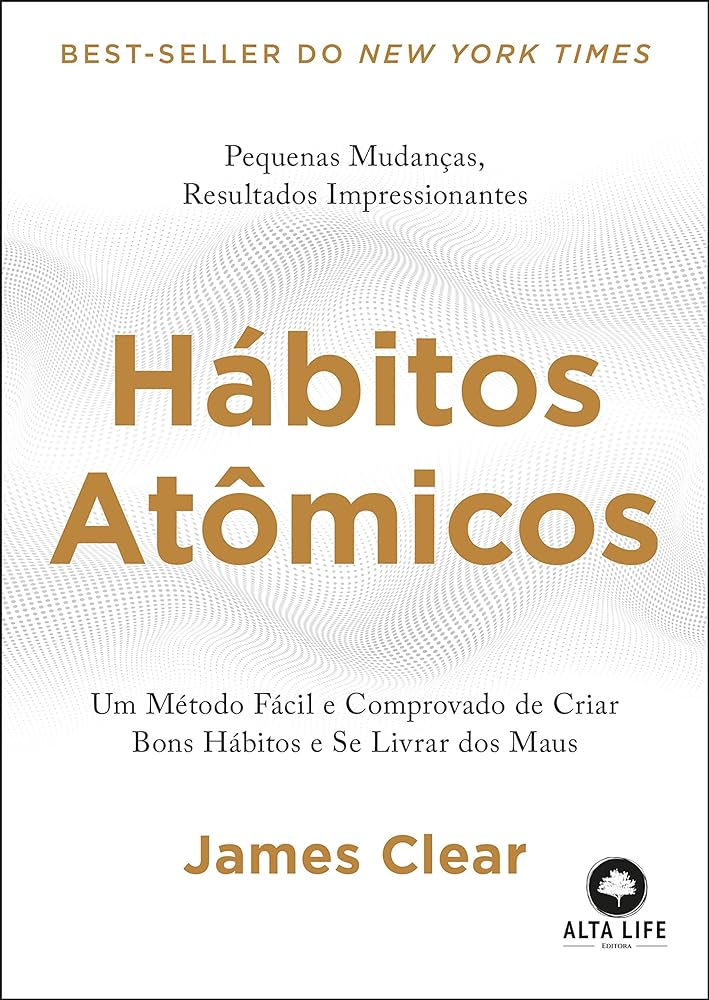 BEST-SELLER DO NEW YORK TIMES
Pequenas Mudanças,
Resultados Impressionantes
Hábitos
Atômicos
Um Método Fácil e Comprovado de Criar
Bons Hábitos e Se Livrar dos Maus
James Clear
ALTA LIFE
EDITORA